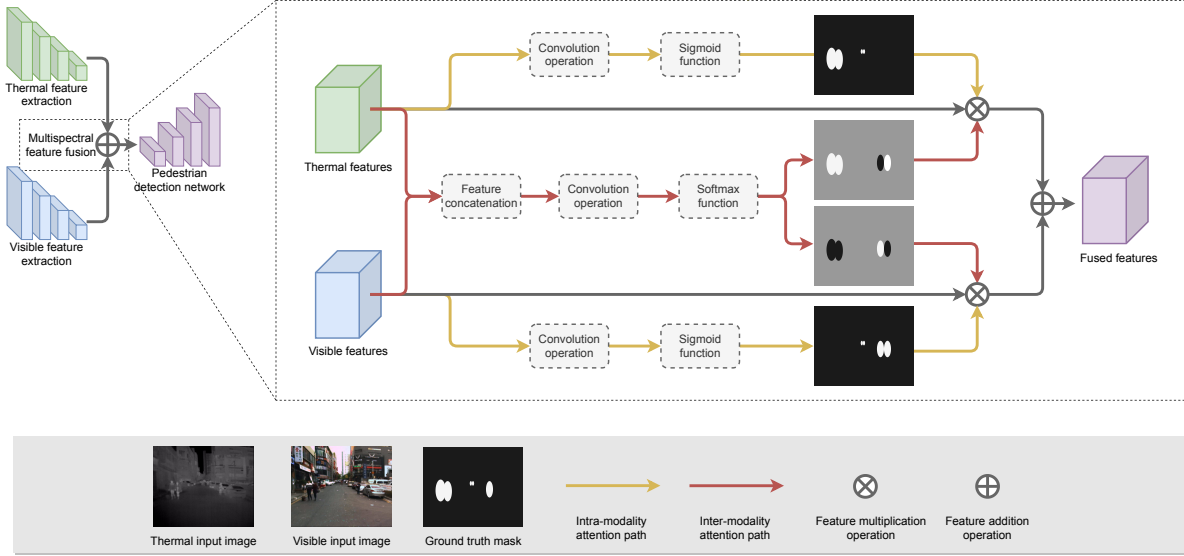 Thermal feature
extraction
Multispectral
feature fusion
Pedestrian
detection network
Visible feature
extraction
Convolution
operation
Sigmoid
function
Thermal features
Feature
concatenation
Convolution
operation
Softmax
function
Fused features
Visible features
Convolution
operation
Sigmoid
function
Thermal input image
Visible input image
Ground truth mask
Intra-modality
attention path
Inter-modality
attention path
Feature multiplication
operation
Feature addition
operation